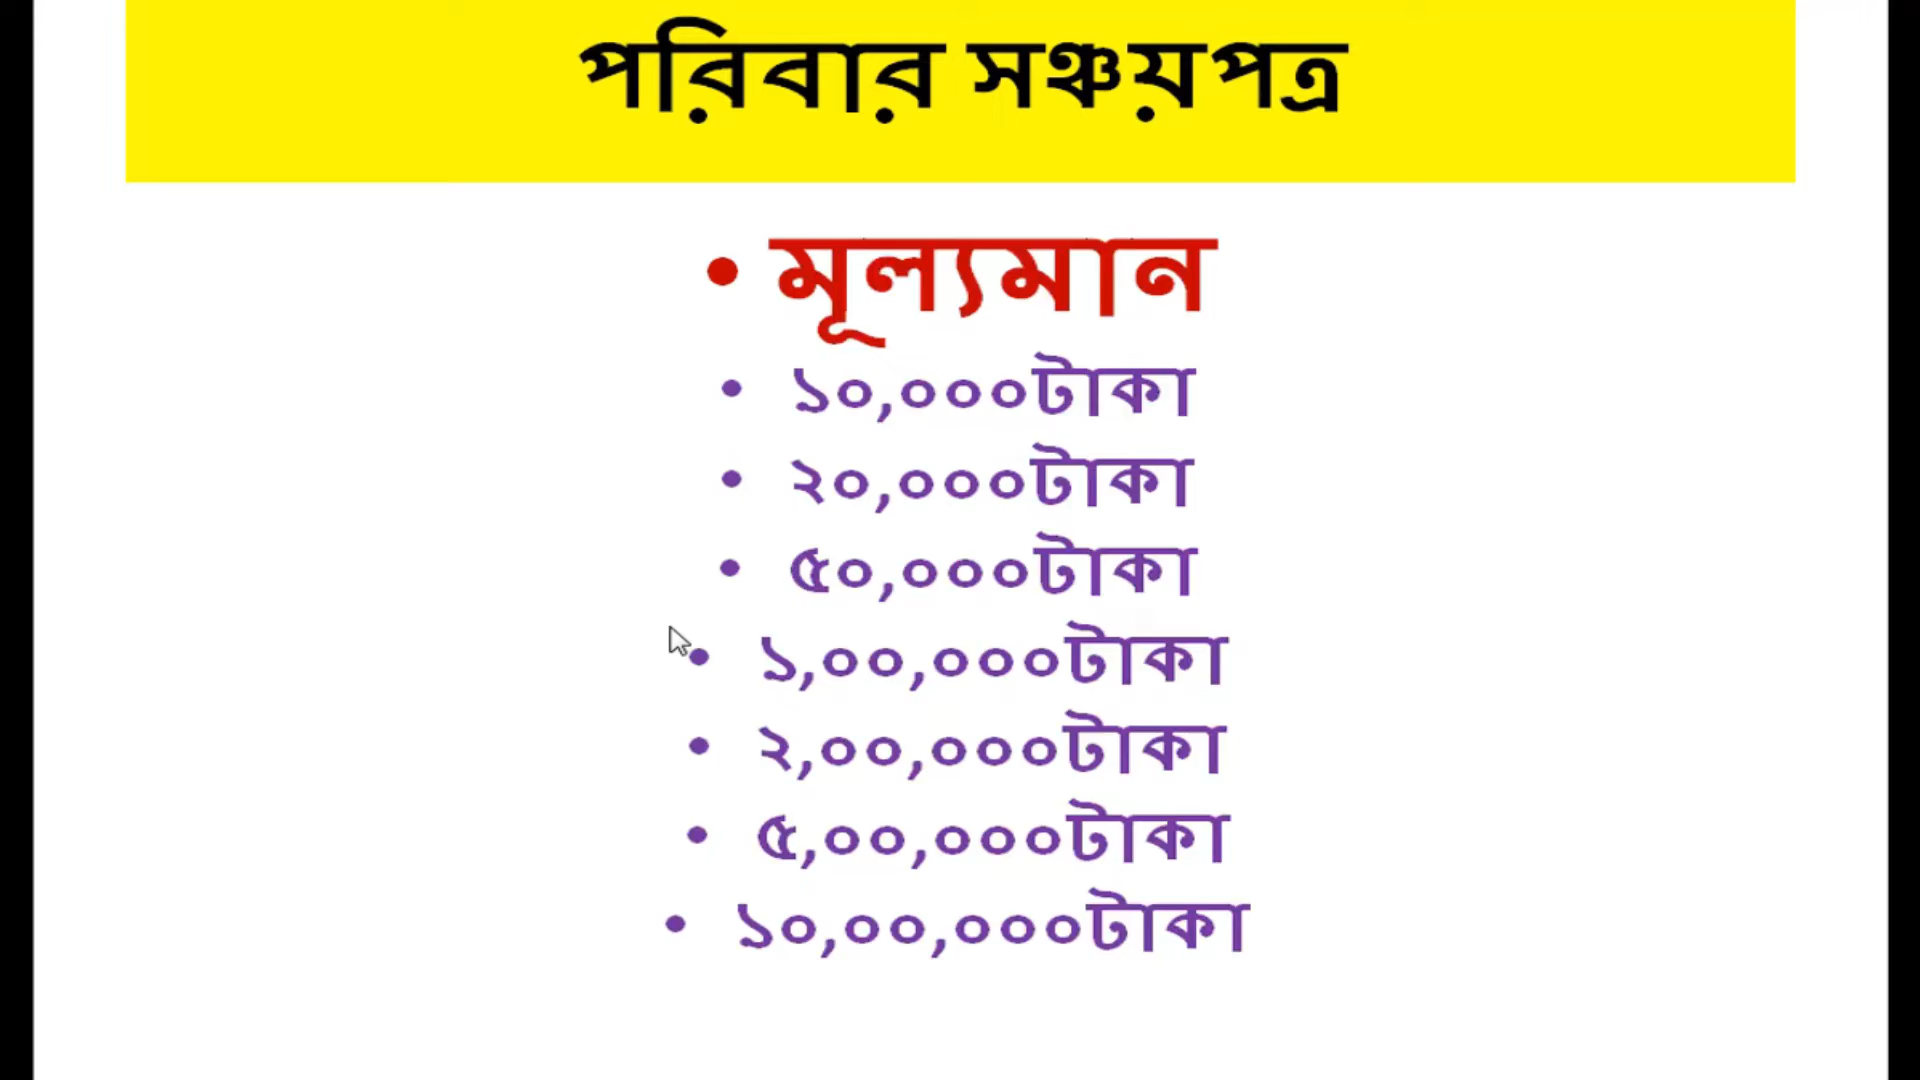 পরিবার সঞ্চয়পত্র
• মূল্যমান
• ১০,০০০টাকা
• ২০,০০০টাকা
• ৫০,০০০টাকা
• ১,০০,০০০টাকা
• ২,০০,০০০টাকা
• ৫,০০,০০০টাকা
• ১০,০০,০০০টাকা